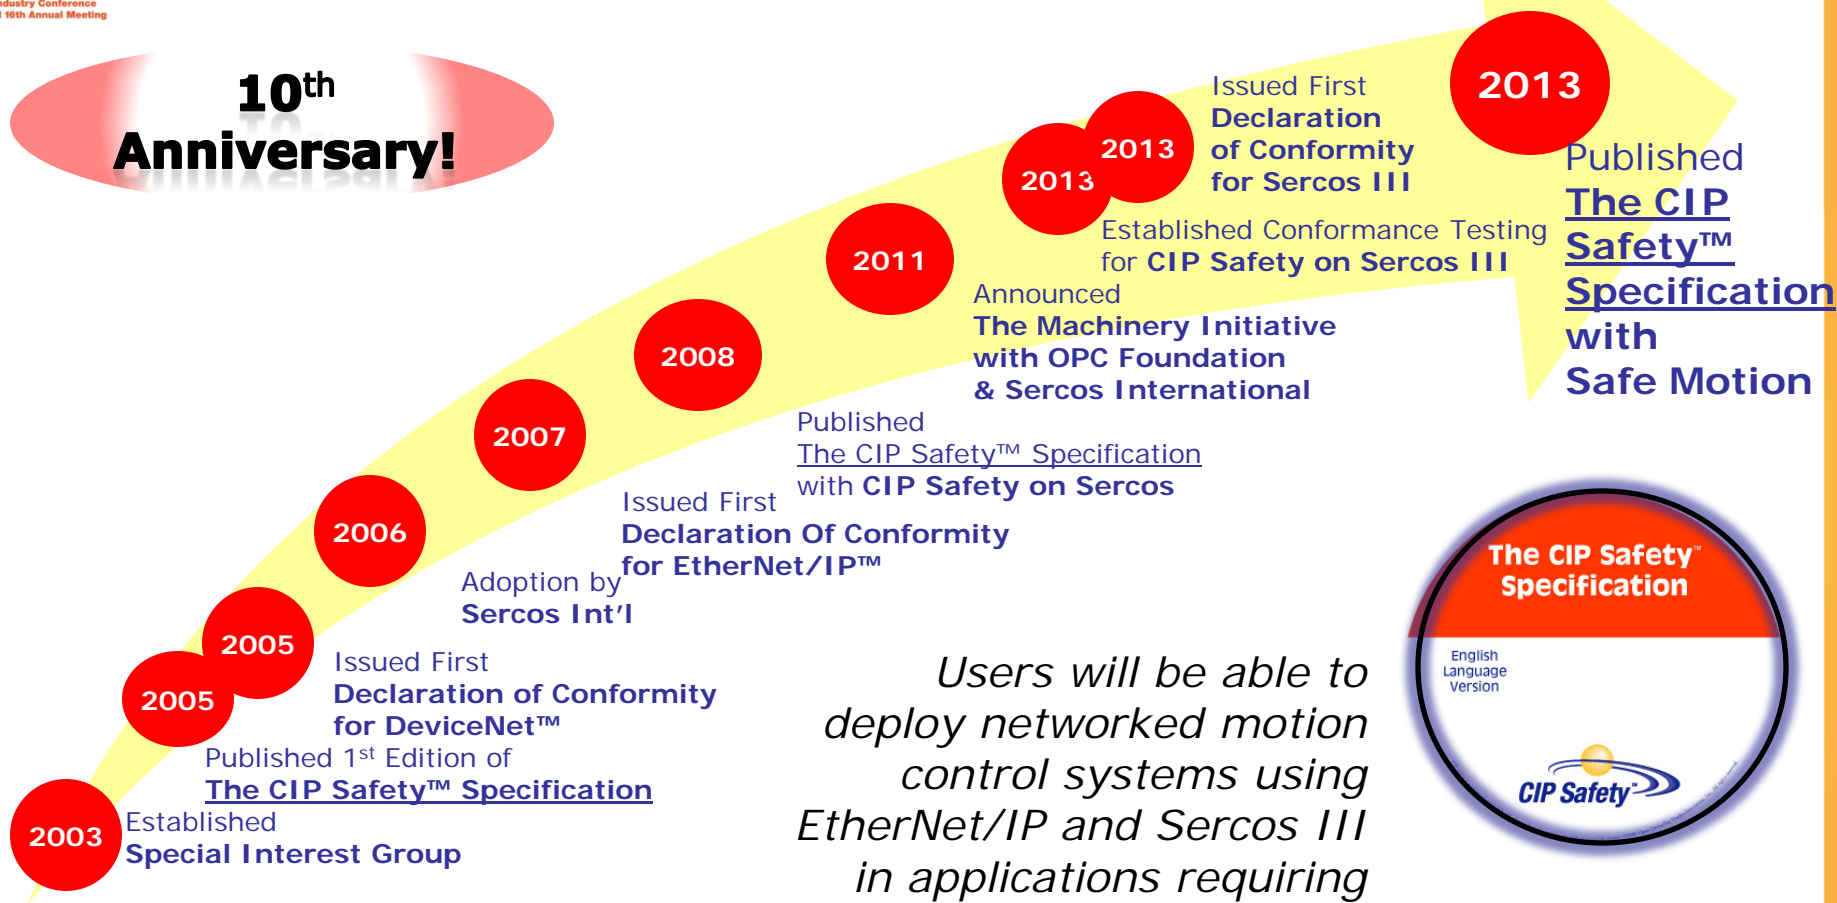 Industry Conference
16th Annual Meeting
10th
Anniversary!
2013
Published
The CIP
Safety™
Specification
with
Safe Motion
2013
Issued First
Declaration
of Conformity
for Sercos III
2013
Established Conformance Testing
for CIP Safety on Sercos III
2011
Announced
The Machinery Initiative
with OPC Foundation
& Sercos International
2008
Published
The CIP Safety™ Specification
with CIP Safety on Sercos
2007
Issued First
Declaration Of Conformity
for EtherNet/IP™
2006
Adoption by
Sercos Int'l
2005
Issued First
Declaration of Conformity
for DeviceNet™
2005
Published 1st Edition of
The CIP Safety™ Specification
2003
Established
Special Interest Group
Users will be able to
deploy networked motion
control systems using
EtherNet/IP and Sercos III
in applications requiring
The CIP Safety™
Specification
English
Language
Version
CIP Safety™